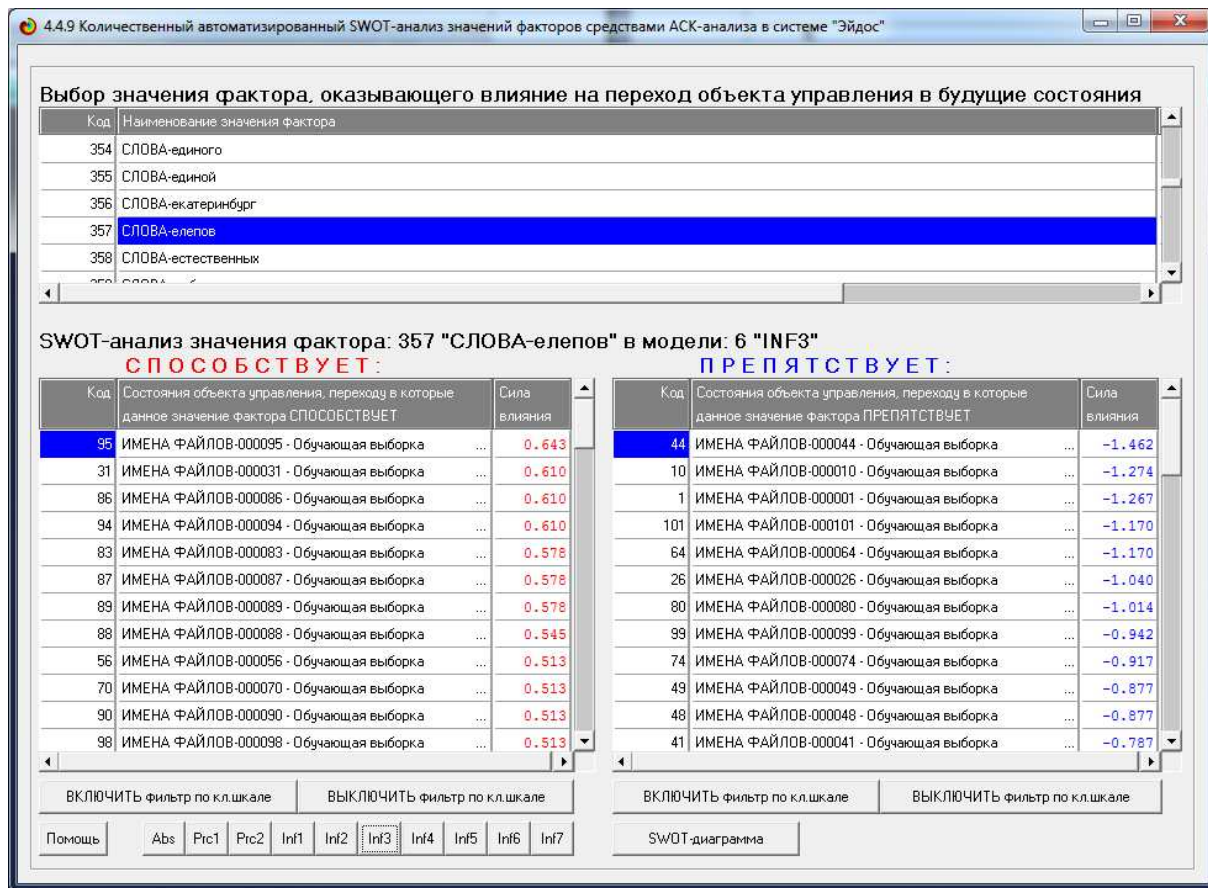 4.4.9 Количественный автоматизированный SWOT-анализ значений факторов средствами АСК-анализа в системе "Эйдос"
Выбор значения фактора, оказывающего влияние на переход объекта управления в будущие состояния
Код Наименование значения фактора
354 СЛОВА-единого
355 СЛОВА-единой
356 СЛОВА-екатеринбург
357 СЛОВА-елепов
358 СЛОВА-естественных
SWOT-анализ значения фактора: 357 "СЛОВА-елепов" в модели: 6 "INF3"
СПОСОБСТВУЕТ: ПРЕПЯТСТВУЕТ:
Код Состояния объекта управления, переходу в которые Сила Код Состояния объекта управления, переходу в которые Сила
данное значение фактора СПОСОБСТВУЕТ влияния данное значение фактора ПРЕПЯТСТВУЕТ влияния
95 ИМЕНА ФАЙЛОВ-000095 - Обучающая выборка ... 0.643 44 ИМЕНА ФАЙЛОВ-000044 - Обучающая выборка ... -1.462
31 ИМЕНА ФАЙЛОВ-000031 - Обучающая выборка ... 0.610 10 ИМЕНА ФАЙЛОВ-000010 - Обучающая выборка ... -1.274
86 ИМЕНА ФАЙЛОВ-000086 - Обучающая выборка ... 0.610 1 ИМЕНА ФАЙЛОВ-000001 - Обучающая выборка ... -1.267
94 ИМЕНА ФАЙЛОВ-000094 - Обучающая выборка ... 0.610 101 ИМЕНА ФАЙЛОВ-000101 - Обучающая выборка ... -1.170
83 ИМЕНА ФАЙЛОВ-000083 - Обучающая выборка ... 0.578 64 ИМЕНА ФАЙЛОВ-000064 - Обучающая выборка ... -1.170
87 ИМЕНА ФАЙЛОВ-000087 - Обучающая выборка ... 0.578 26 ИМЕНА ФАЙЛОВ-000026 - Обучающая выборка ... -1.040
89 ИМЕНА ФАЙЛОВ-000089 - Обучающая выборка ... 0.578 80 ИМЕНА ФАЙЛОВ-000080 - Обучающая выборка ... -1.014
88 ИМЕНА ФАЙЛОВ-000088 - Обучающая выборка ... 0.545 99 ИМЕНА ФАЙЛОВ-000099 - Обучающая выборка ... -0.942
56 ИМЕНА ФАЙЛОВ-000056 - Обучающая выборка ... 0.513 74 ИМЕНА ФАЙЛОВ-000074 - Обучающая выборка ... -0.917
70 ИМЕНА ФАЙЛОВ-000070 - Обучающая выборка ... 0.513 49 ИМЕНА ФАЙЛОВ-000049 - Обучающая выборка ... -0.877
90 ИМЕНА ФАЙЛОВ-000090 - Обучающая выборка ... 0.513 48 ИМЕНА ФАЙЛОВ-000048 - Обучающая выборка ... -0.877
98 ИМЕНА ФАЙЛОВ-000098 - Обучающая выборка ... 0.513 41 ИМЕНА ФАЙЛОВ-000041 - Обучающая выборка ... -0.787
ВКЛЮЧИТЬ фильтр по кл.шкале ВЫКЛЮЧИТЬ фильтр по кл.шкале ВКЛЮЧИТЬ фильтр по кл.шкале ВЫКЛЮЧИТЬ фильтр по кл.шкале
Помощь Abs Prc1 Prc2 Inf1 Inf2 Inf3 Inf4 Inf5 Inf6 Inf7 SWOT-диаграмма